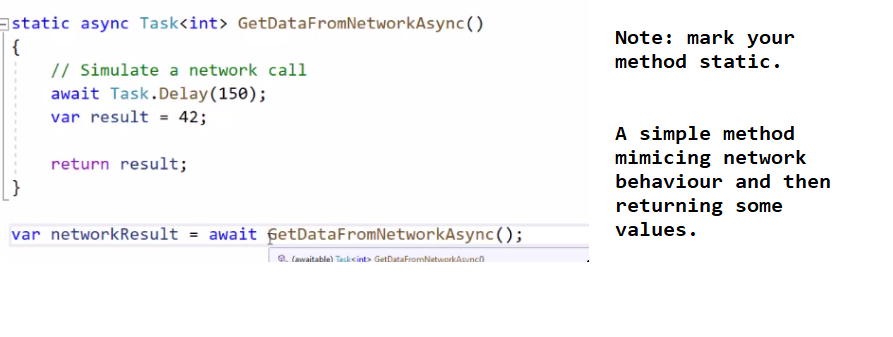 static async Task<int> GetDataFromNetworkAsync()
{
// Simulate a network call
await Task.Delay(150);
var result = 42;
return result;
}
var networkResult = await GetDataFromNetworkAsync();
(awaitable) Task<int> GetDataFromNetworkAsync()
Note: mark your
method static.
A simple method
mimicing network
behaviour and then
returning some
values.